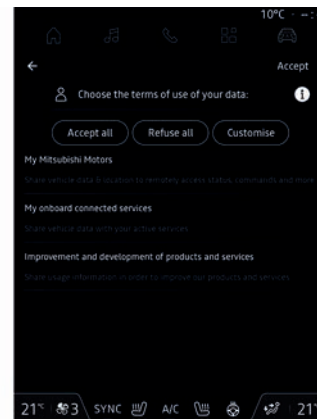 10°C --:
Accept
Choose the terms of use of your data:
Accept all Refuse all Customise
My Mitsubishi Motors
Share vehicle data & location to remotely access status, commands and more
My onboard connected services
Share vehicle data with your active services
Improvement and development of products and services
Share usage information in order to improve our products and services
21°C 3 SYNC A/C 21°